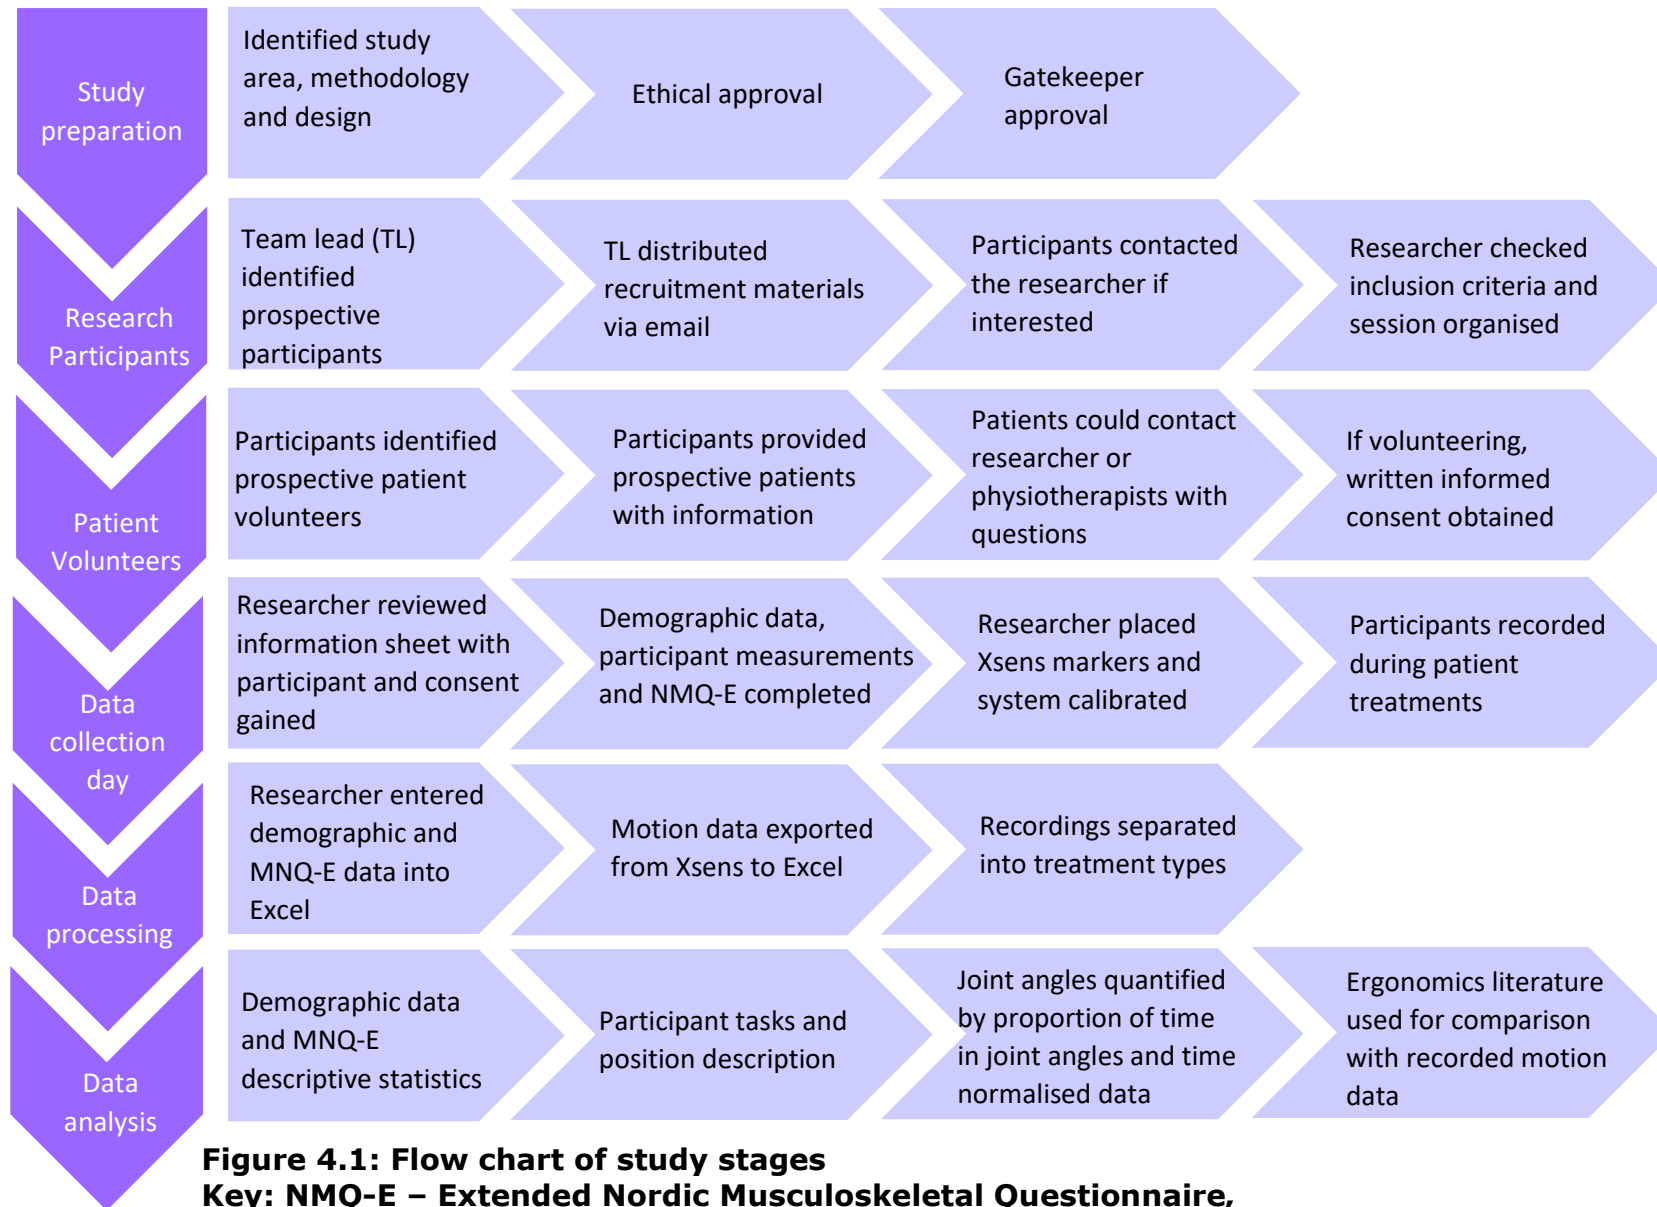 Study
preparation
Identified study
area, methodology
and design
Ethical approval
Gatekeeper
approval
Research
Participants
Team lead (TL)
identified
prospective
participants
TL distributed
recruitment materials
via email
Participants contacted
the researcher if
interested
Researcher checked
inclusion criteria and
session organised
Patient
Volunteers
Participants identified
prospective patient
volunteers
Participants provided
prospective patients
with information
Patients could contact
researcher or
physiotherapists with
questions
If volunteering,
written informed
consent obtained
Data
collection
day
Researcher reviewed
information sheet with
participant and consent
gained
Demographic data,
participant measurements
and NMQ-E completed
Researcher placed
Xsens markers and
system calibrated
Participants recorded
during patient
treatments
Data
processing
Researcher entered
demographic and
MNQ-E data into
Excel
Motion data exported
from Xsens to Excel
Recordings separated
into treatment types
Data
analysis
Demographic data
and MNQ-E
descriptive statistics
Participant tasks and
position description
Joint angles quantified
by proportion of time
in joint angles and time
normalised data
Ergonomics literature
used for comparison
with recorded motion
data
Figure 4.1: Flow chart of study stages
Key: NMQ-E – Extended Nordic Musculoskeletal Questionnaire,